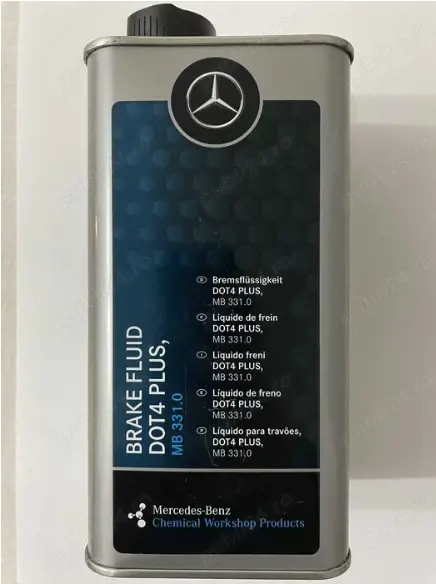 BRAKE FLUID
DOT4 PLUS,
MB 331.0
Bremsflüssigkeit
DOT4 PLUS,
MB 331.0
Liquide de frein
DOT4 PLUS,
MB 331.0
Liquido freni
DOT4 PLUS,
MB 331.0
Líquido de freno
DOT4 PLUS,
MB 331.0
Líquido para travões,
DOT4 PLUS,
MB 331.0
Mercedes-Benz
Chemical Workshop Products